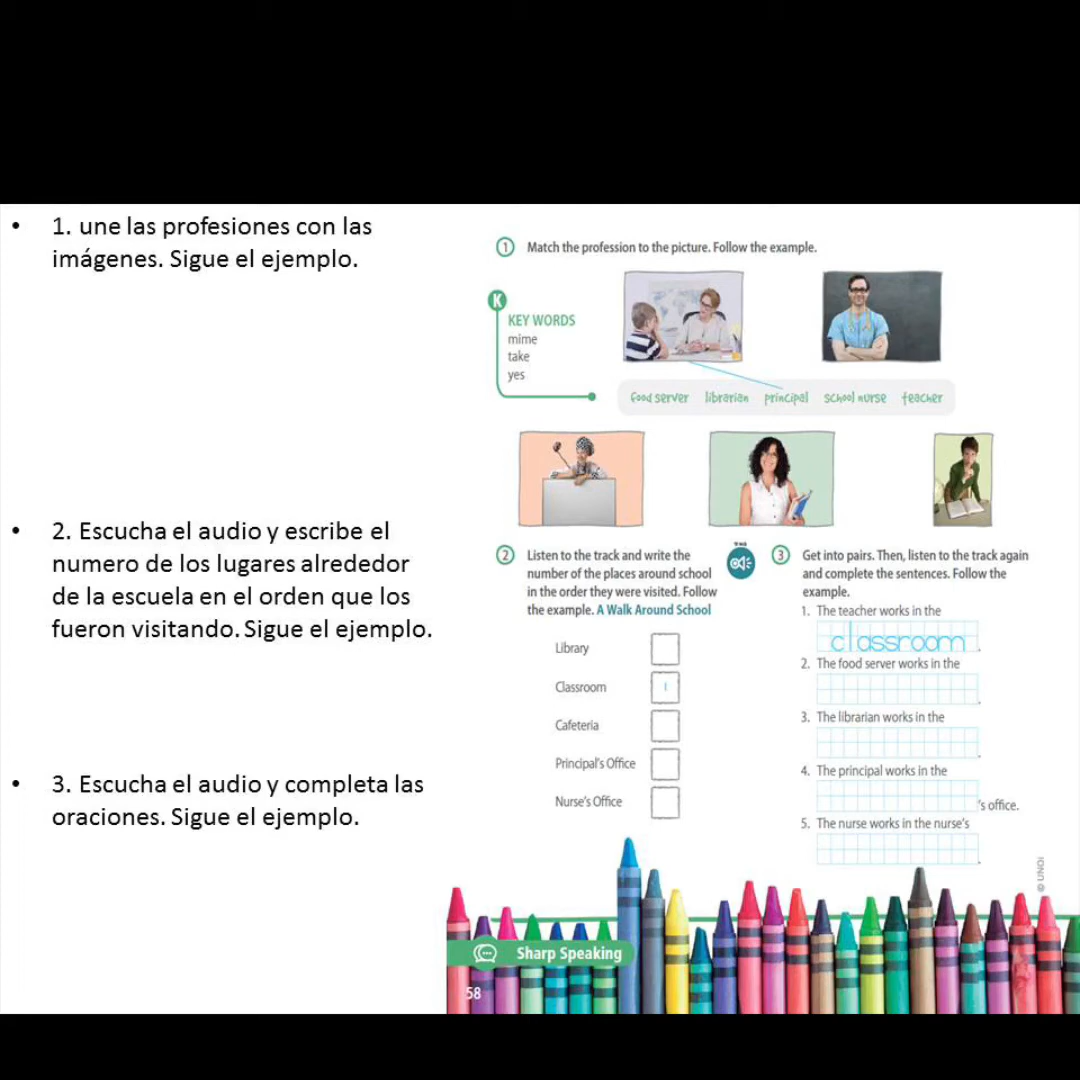 • 1. une las profesiones con las
imágenes. Sigue el ejemplo.
• 2. Escucha el audio y escribe el
numero de los lugares alrededor
de la escuela en el orden que los
fueron visitando. Sigue el ejemplo.
• 3. Escucha el audio y completa las
oraciones. Sigue el ejemplo.
1 Match the profession to the picture. Follow the example.
K
KEY WORDS
mime
take
yes
food server librarian principal school nurse teacher
2 Listen to the track and write the
number of the places around school
in the order they were visited. Follow
the example. A Walk Around School
Library
Classroom 1
Cafeteria
Principal's Office
Nurse's Office
3 Get into pairs. Then, listen to the track again
and complete the sentences. Follow the
example.
1. The teacher works in the
classroom.
2. The food server works in the
.
3. The librarian works in the
.
4. The principal works in the
's office.
5. The nurse works in the nurse's
.
© UNOi
Sharp Speaking
58